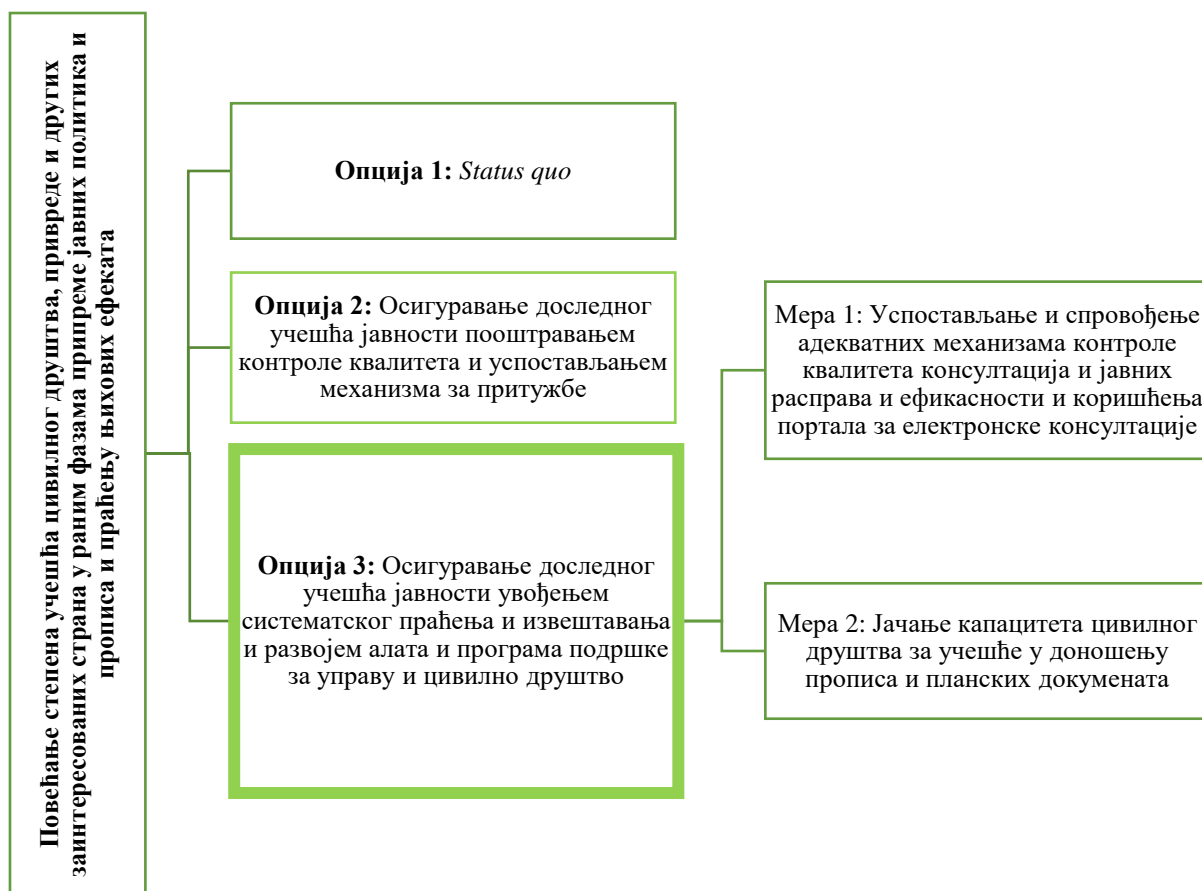 Повећање степена учешћа цивилног друштва, привреде и других
заинтересованих страна у раним фазама припреме јавних политика и
прописа и праћењу њихових ефеката
Опција 1: Status quo
Опција 2: Осигуравање доследног
учешћа јавности пооштравањем
контроле квалитета и успостављањем
механизма за притужбе
Опција 3: Осигуравање доследног
учешћа јавности увођењем
систематског праћења и извештавања
и развојем алата и програма подршке
за управу и цивилно друштво
Мера 1: Успостављање и спровођење
адекватних механизама контроле
квалитета консултација и јавних
расправа и ефикасности и коришћења
портала за електронске консултације
Мера 2: Јачање капацитета цивилног
друштва за учешће у доношењу
прописа и планских докумената